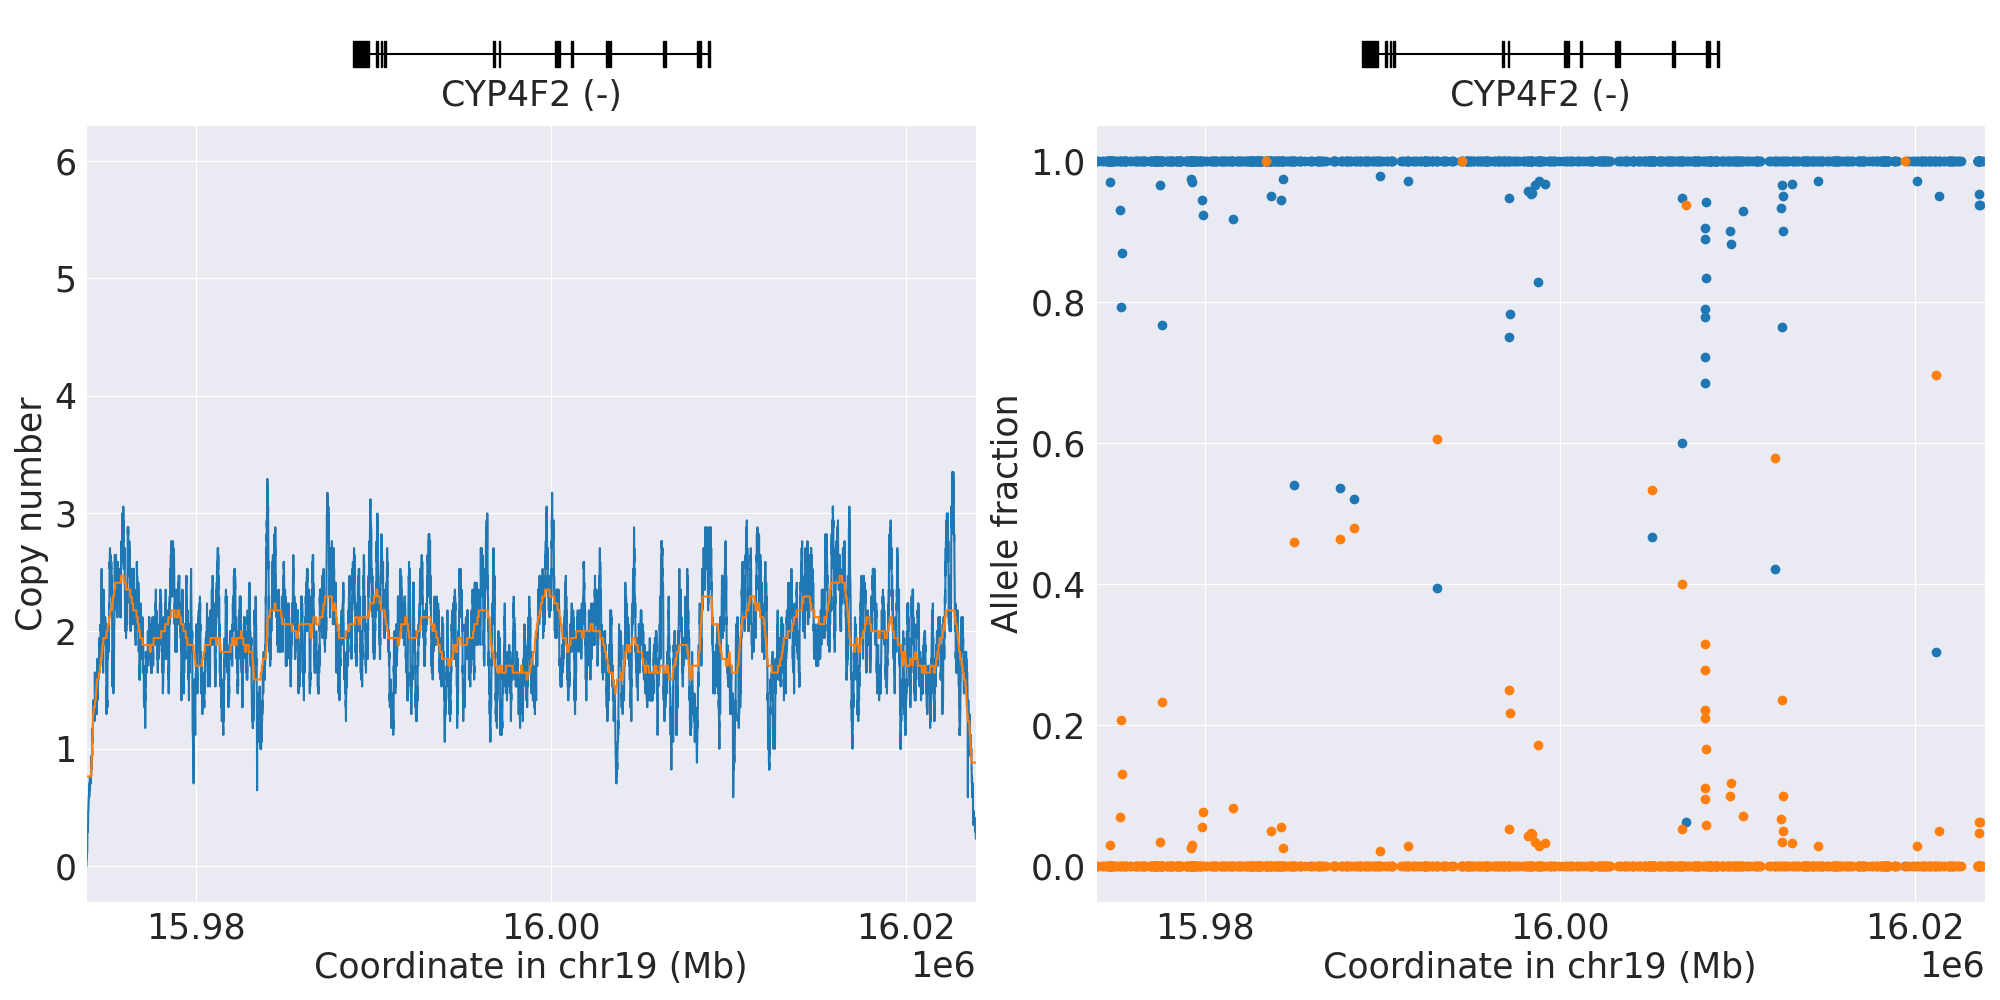 CYP4F2 (-)
Copy number
6
5
4
3
2
1
0
15.98
16.00
16.02
Coordinate in chr19 (Mb)
1e6
CYP4F2 (-)
Allele fraction
1.0
0.8
0.6
0.4
0.2
0.0
15.98
16.00
16.02
Coordinate in chr19 (Mb)
1e6